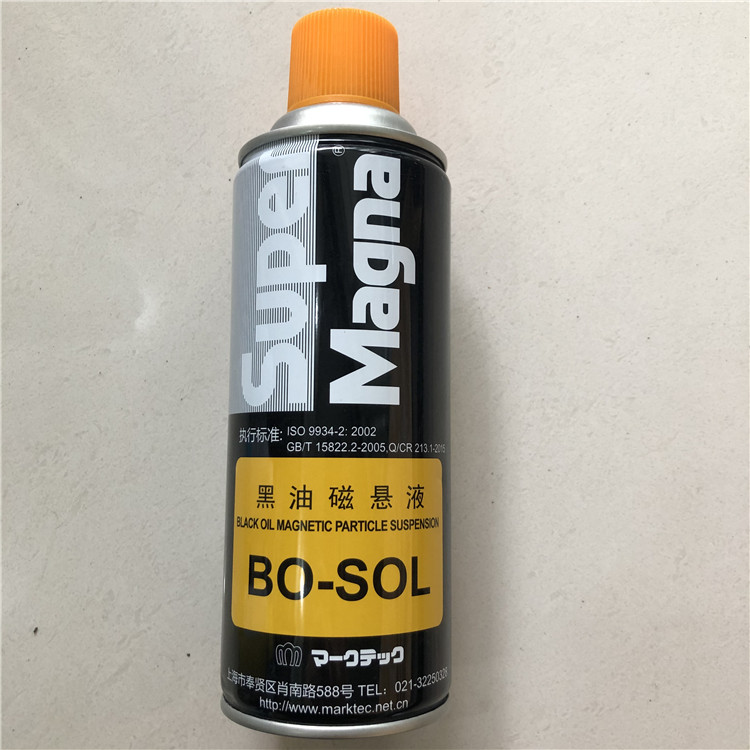 Super
Magna®
执行标准: ISO 9934-2: 2002
GB/T 15822.2-2005,Q/CR 213.1-2015
黑油磁悬液
BLACK OIL MAGNETIC PARTICLE SUSPENSION
BO-SOL
マークテック
上海市奉贤区肖南路588号 TEL: 021-32250326
http://www.marktec.net.cn